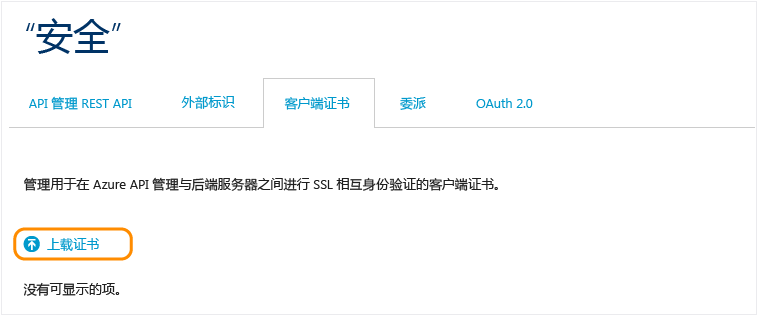 “安全”
API 管理 REST API 外部标识 客户端证书 委派 OAuth 2.0
管理用于在 Azure API 管理与后端服务器之间进行 SSL 相互身份验证的客户端证书。
上载证书
没有可显示的项。